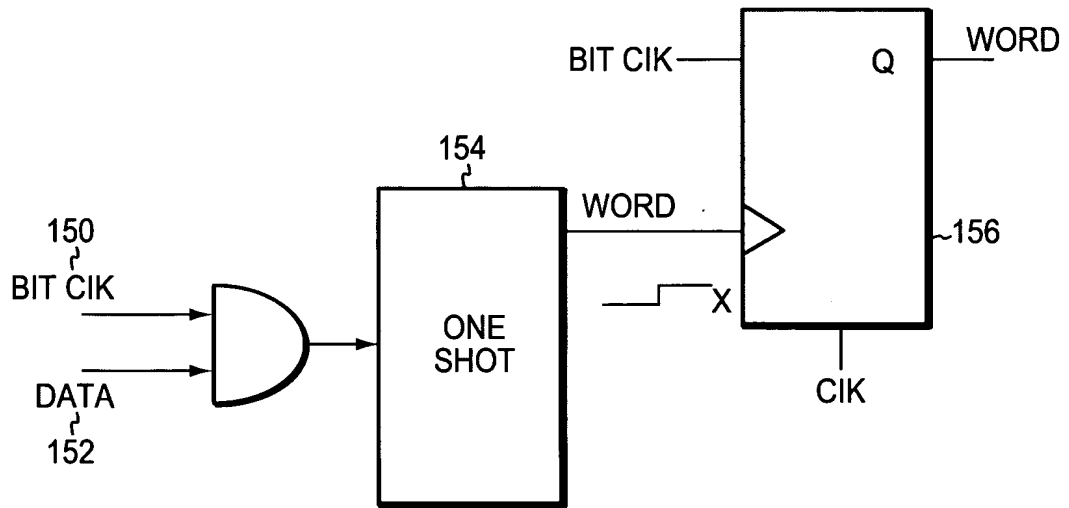 BIT CIK
Q
WORD
154
WORD
156
150
BIT CIK
X
ONE
SHOT
CIK
DATA
152